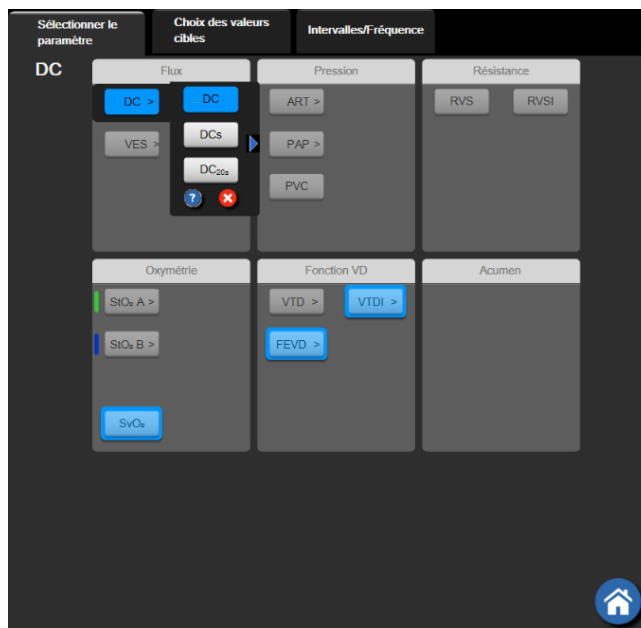 Sélectionner le
paramètre
Choix des valeurs
cibles
Intervalles/Fréquence
DC
Flux
Pression
Résistance
DC >
DC
ART >
RVS
RVSI
VES >
DCs
PAP >
DC₂₀ₛ
PVC
?
Oxymétrie
Fonction VD
Acumen
StO₂ A >
VTD >
VTDI >
StO₂ B >
FEVD >
SvO₂